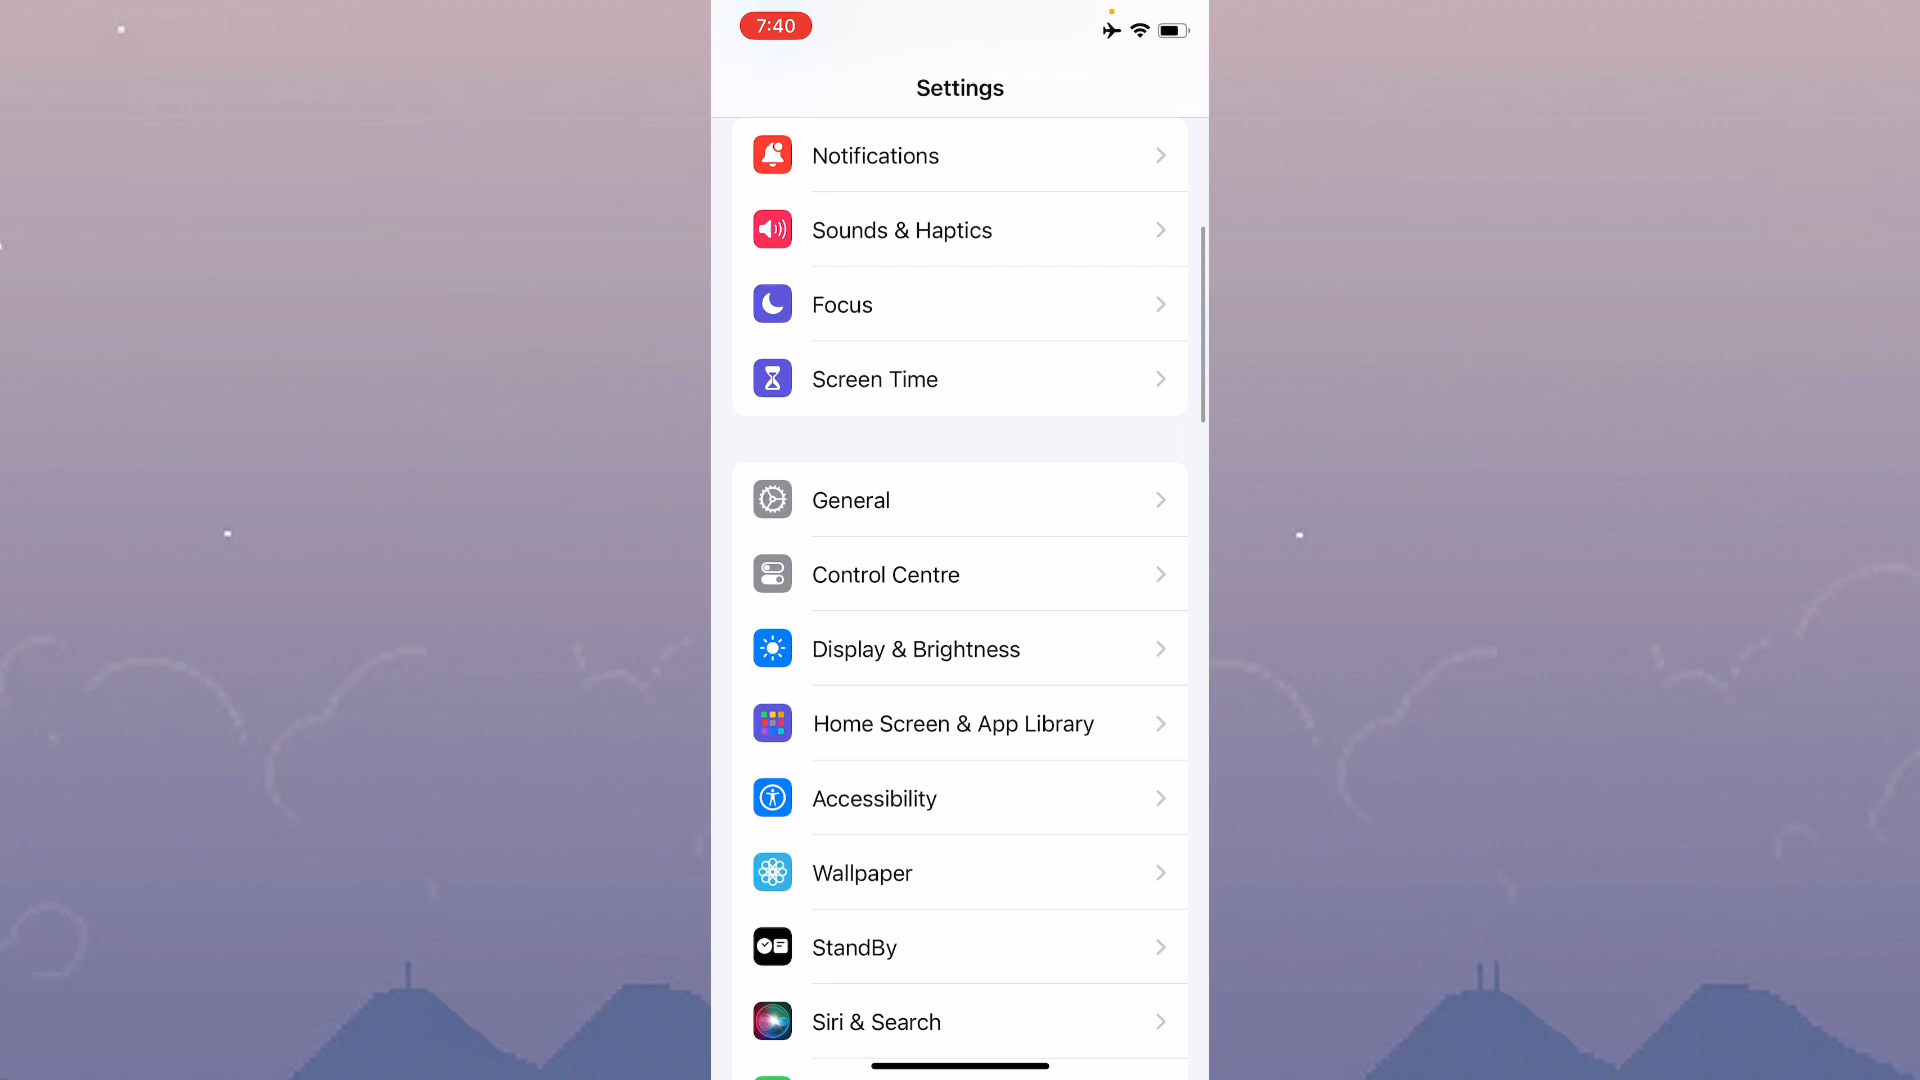 7:40
Settings
Notifications
Sounds & Haptics
Focus
Screen Time
General
Control Centre
Display & Brightness
Home Screen & App Library
Accessibility
Wallpaper
StandBy
Siri & Search